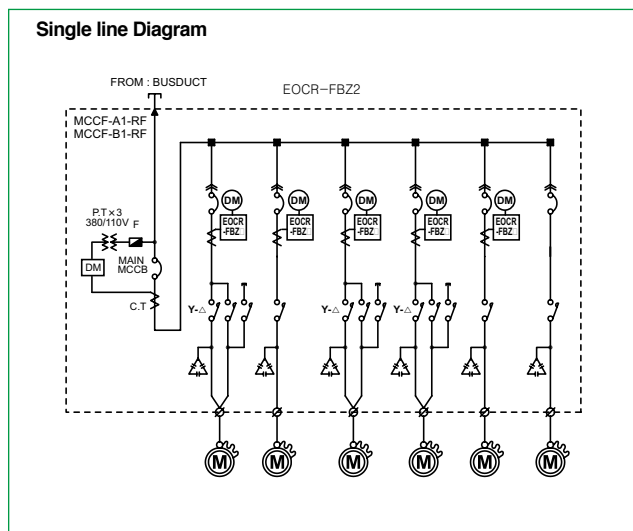 Single line Diagram
FROM : BUSDUCT
EOCR-FBZ2
MCCF-A1-RF
MCCF-B1-RF
P.T×3
380/110V F
DM
MAIN
MCCB
C.T
DM
EOCR
-FBZ□
DM
EOCR
-FBZ□
DM
EOCR
-FBZ□
DM
EOCR
-FBZ□
DM
EOCR
-FBZ□
Y-△
Y-△
Y-△
M
M
M
M
M
M